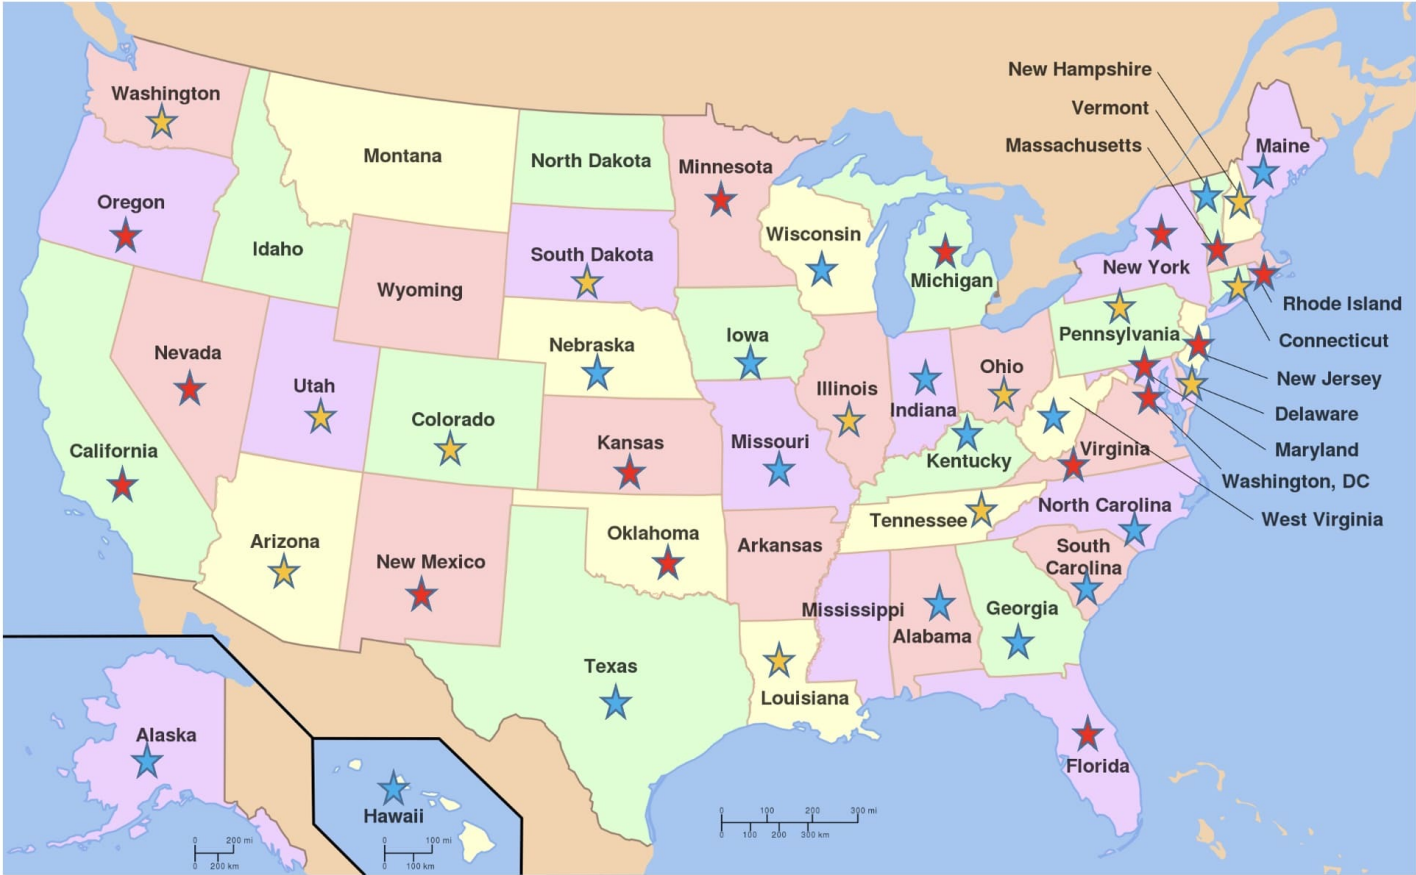 New Hampshire
Vermont
Massachusetts
Washington
Montana
North Dakota
Minnesota
Maine
Oregon
Idaho
South Dakota
Wisconsin
Michigan
New York
Wyoming
Rhode Island
Nevada
Nebraska
Iowa
Pennsylvania
Connecticut
Utah
Colorado
Illinois
Indiana
Ohio
New Jersey
Delaware
California
Kansas
Missouri
Kentucky
Virginia
Maryland
Washington, DC
West Virginia
Arizona
New Mexico
Oklahoma
Arkansas
Tennessee
North Carolina
South
Carolina
Mississippi
Alabama
Georgia
Texas
Louisiana
Florida
Alaska
Hawaii
0 200 mi
0 200 km
0 100 mi
0 100 km
0 100 200 300 mi
0 100 200 300 km